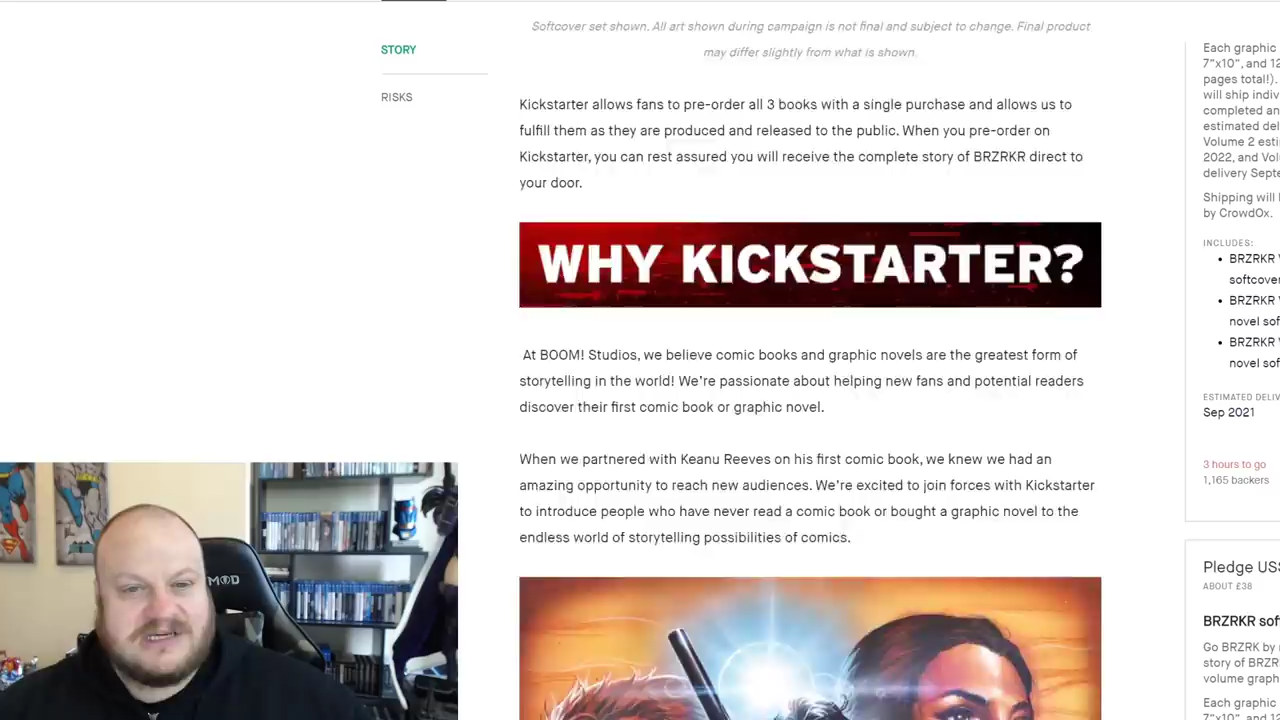 Softcover set shown. All art shown during campaign is not final and subject to change. Final product
may differ slightly from what is shown.
STORY
RISKS
Kickstarter allows fans to pre-order all 3 books with a single purchase and allows us to
fulfill them as they are produced and released to the public. When you pre-order on
Kickstarter, you can rest assured you will receive the complete story of BRZRKR direct to
your door.
WHY KICKSTARTER?
At BOOM! Studios, we believe comic books and graphic novels are the greatest form of
storytelling in the world! We're passionate about helping new fans and potential readers
discover their first comic book or graphic novel.
When we partnered with Keanu Reeves on his first comic book, we knew we had an
amazing opportunity to reach new audiences. We're excited to join forces with Kickstarter
to introduce people who have never read a comic book or bought a graphic novel to the
endless world of storytelling possibilities of comics.
Each graphic
7"x10", and 12
pages total!).
will ship indiv
completed an
estimated del
Volume 2 esti
2022, and Vol
delivery Septe
Shipping will
by CrowdOx.
INCLUDES:
BRZRKR
softcove
BRZRKR
novel sof
BRZRKR
novel sof
ESTIMATED DELIV
Sep 2021
3 hours to go
1,165 backers
Pledge US
ABOUT £38
BRZRKR sof
Go BRZRK by
story of BRZR
volume graph
Each graphic
7"x10", and 12